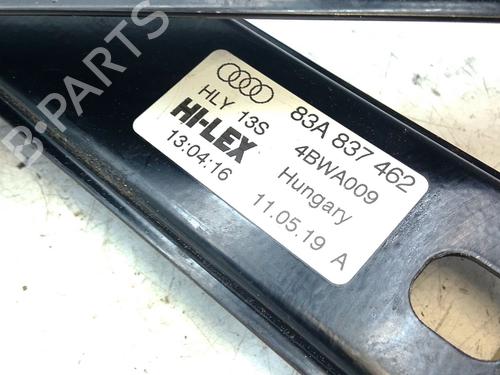 B-PARTS
83A 837 462
HLY 13S
4BWA009
HI-LEX
Hungary
13:04:16
11.05.19 A